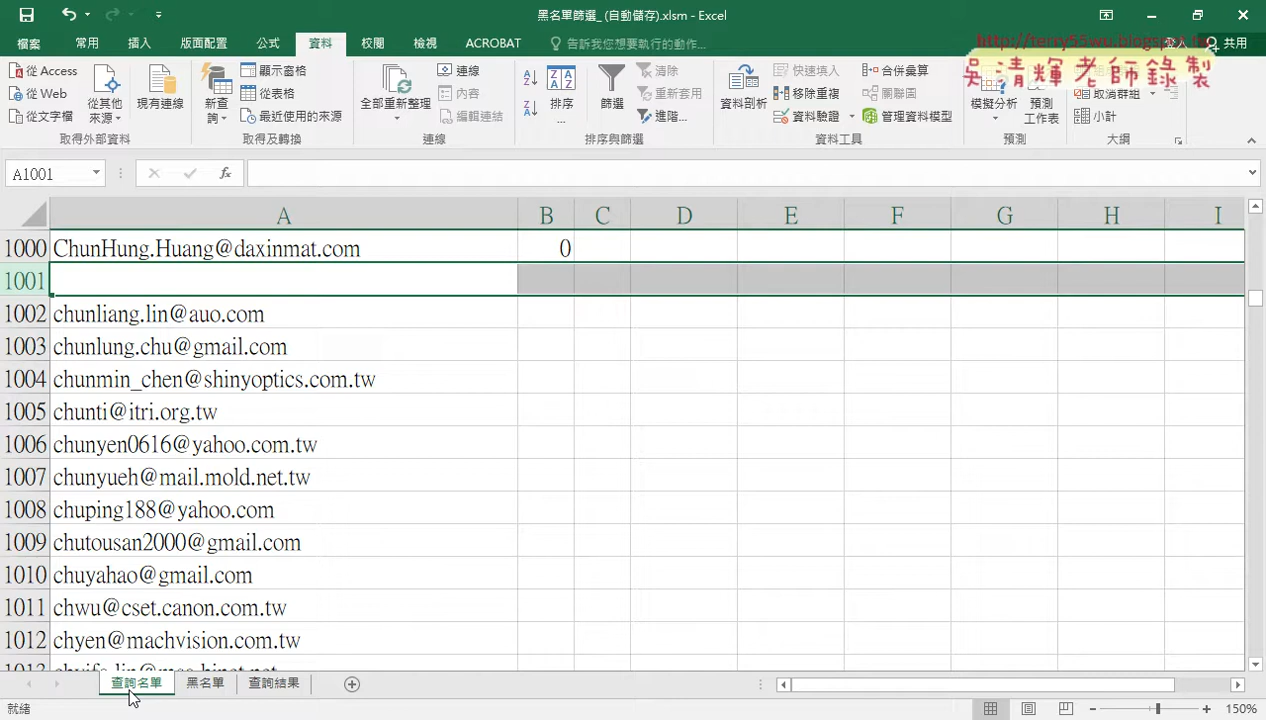 黑名單篩選_ (自動儲存).xlsm - Excel
檔案 常用 插入 版面配置 公式 資料 校閱 檢視 ACROBAT 告訴我您想要執行的動作... 登入 共用
http://terry55wu.blogspot.tw
吳清輝老師錄製
從 Access
從 Web
從文字檔
從其他來源
現有連線
取得外部資料
新查詢
顯示窗格
從表格
最近使用的來源
取得及轉換
全部重新整理
連線
內容
編輯連結
連線
排序
篩選
清除
重新套用
進階...
排序與篩選
資料剖析
快速填入
移除重複
資料驗證
合併彙算
關聯圖
管理資料模型
資料工具
模擬分析
預測工作表
預測
取消群組
小計
大綱
A1001 fx
A B C D E F G H I
1000 ChunHung.Huang@daxinmat.com 0
1001
1002 chunliang.lin@auo.com
1003 chunlung.chu@gmail.com
1004 chunmin_chen@shinyoptics.com.tw
1005 chunti@itri.org.tw
1006 chunyen0616@yahoo.com.tw
1007 chunyueh@mail.mold.net.tw
1008 chuping188@yahoo.com
1009 chutousan2000@gmail.com
1010 chuyahao@gmail.com
1011 chwu@cset.canon.com.tw
1012 chyen@machvision.com.tw
查詢名單 黑名單 查詢結果
就緒 150%